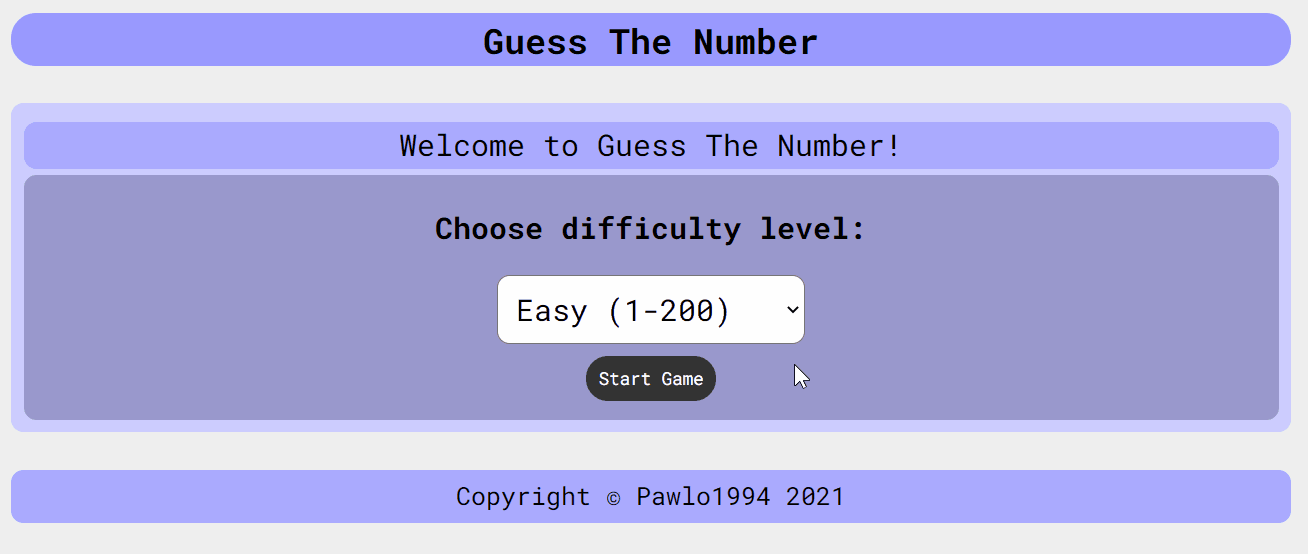 Guess The Number
Welcome to Guess The Number!
Choose difficulty level:
Easy (1-200)
Start Game
Copyright © Pawlo1994 2021